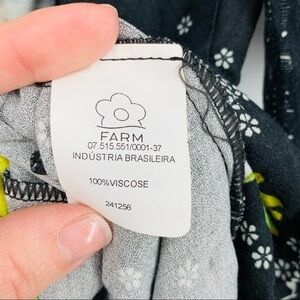 FARM
07.515.551/0001-37
INDÚSTRIA BRASILEIRA
100%VISCOSE
241256